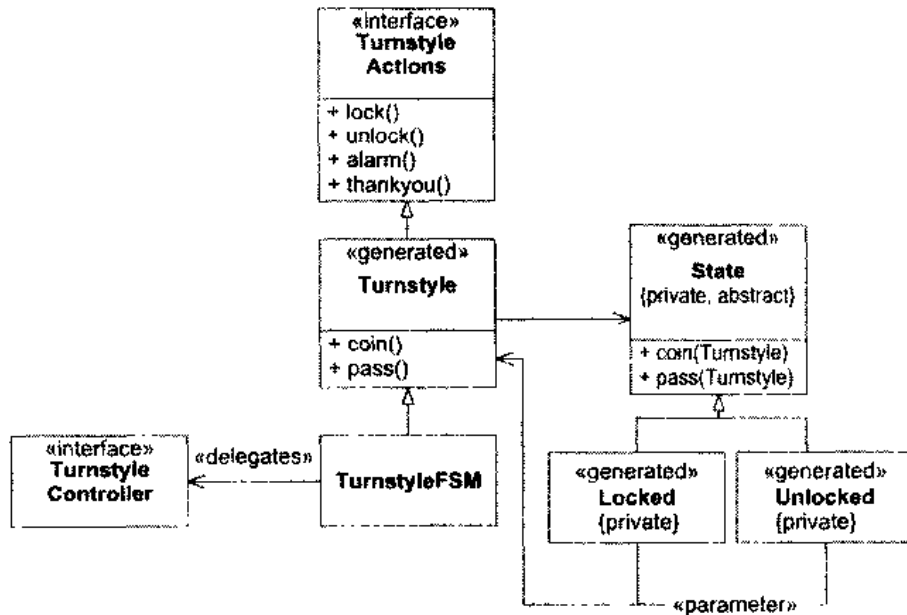 «interface»
Turnstyle
Actions
+ lock()
+ unlock()
+ alarm()
+ thankyou()
«generated»
Turnstyle
+ coin()
+ pass()
«generated»
State
{private, abstract}
+ coin(Turnstyle)
+ pass(Turnstyle)
«interface»
Turnstyle
Controller
«delegates»
TurnstyleFSM
«generated»
Locked
{private}
«generated»
Unlocked
{private}
«parameter»